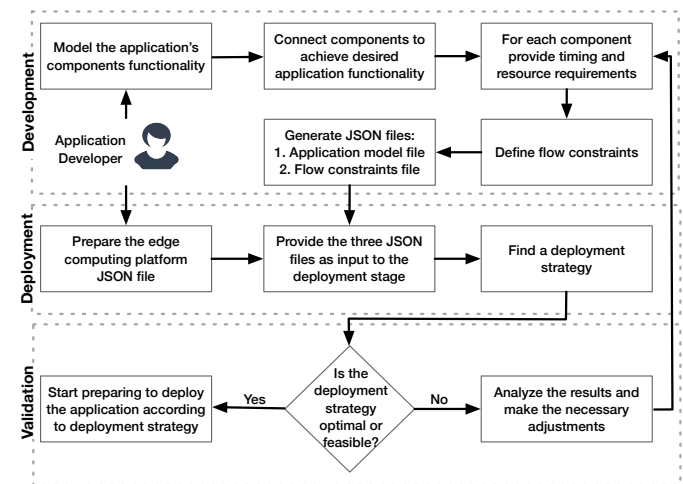 Development
Model the application's
components functionality
Connect components to
achieve desired
application functionality
For each component
provide timing and
resource requirements
Application
Developer
Generate JSON files:
1. Application model file
2. Flow constraints file
Define flow constraints
Deployment
Prepare the edge
computing platform
JSON file
Provide the three JSON
files as input to the
deployment stage
Find a deployment
strategy
Validation
Start preparing to deploy
the application according
to deployment strategy
Yes
Is the
deployment
strategy
optimal or
feasible?
No
Analyze the results and
make the necessary
adjustments